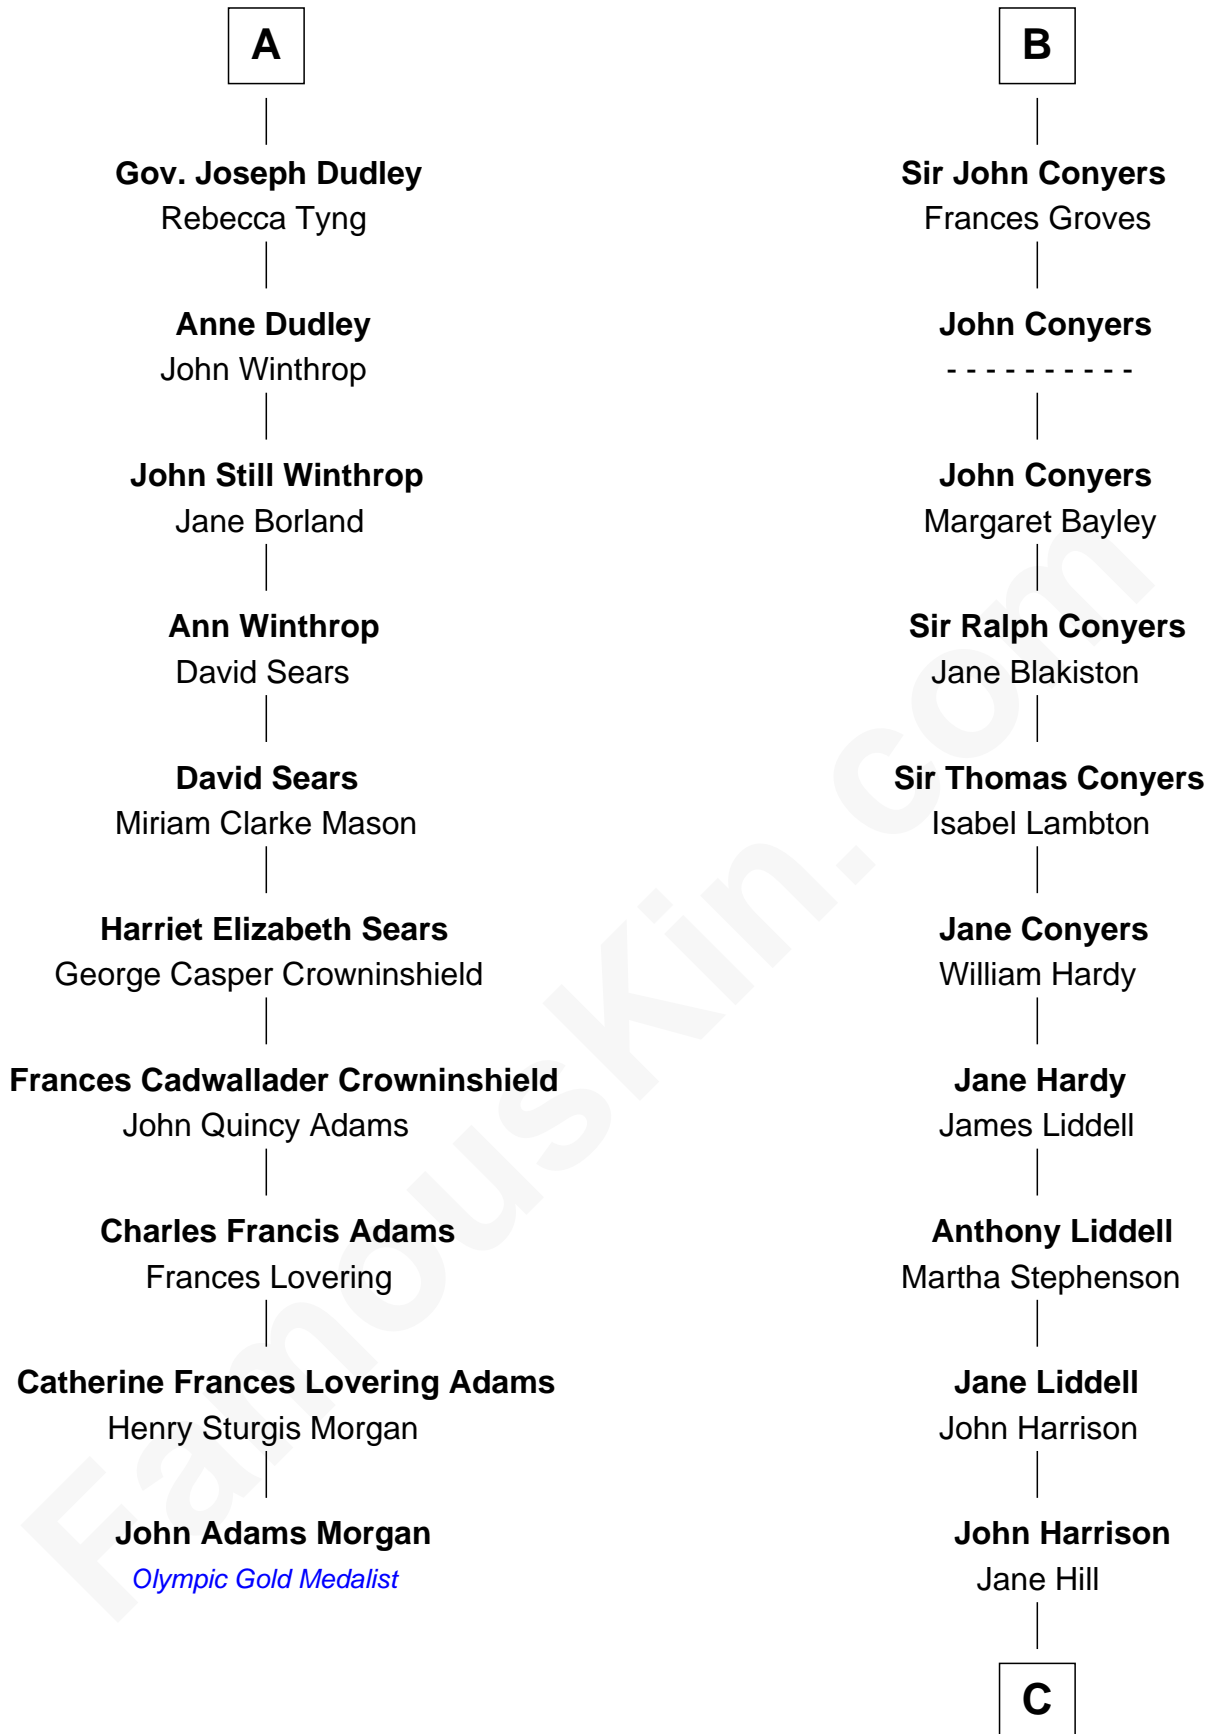 A
Gov. Joseph Dudley
Rebecca Tyng
Anne Dudley
John Winthrop
John Still Winthrop
Jane Borland
Ann Winthrop
David Sears
David Sears
Miriam Clarke Mason
Harriet Elizabeth Sears
George Casper Crowninshield
Frances Cadwallader Crowninshield
John Quincy Adams
Charles Francis Adams
Frances Lovering
Catherine Frances Lovering Adams
Henry Sturgis Morgan
John Adams Morgan
Olympic Gold Medalist
B
Sir John Conyers
Frances Groves
John Conyers
- - - - - - - - - -
John Conyers
Margaret Bayley
Sir Ralph Conyers
Jane Blakiston
Sir Thomas Conyers
Isabel Lambton
Jane Conyers
William Hardy
Jane Hardy
James Liddell
Anthony Liddell
Martha Stephenson
Jane Liddell
John Harrison
John Harrison
Jane Hill
C
FamousKin.com